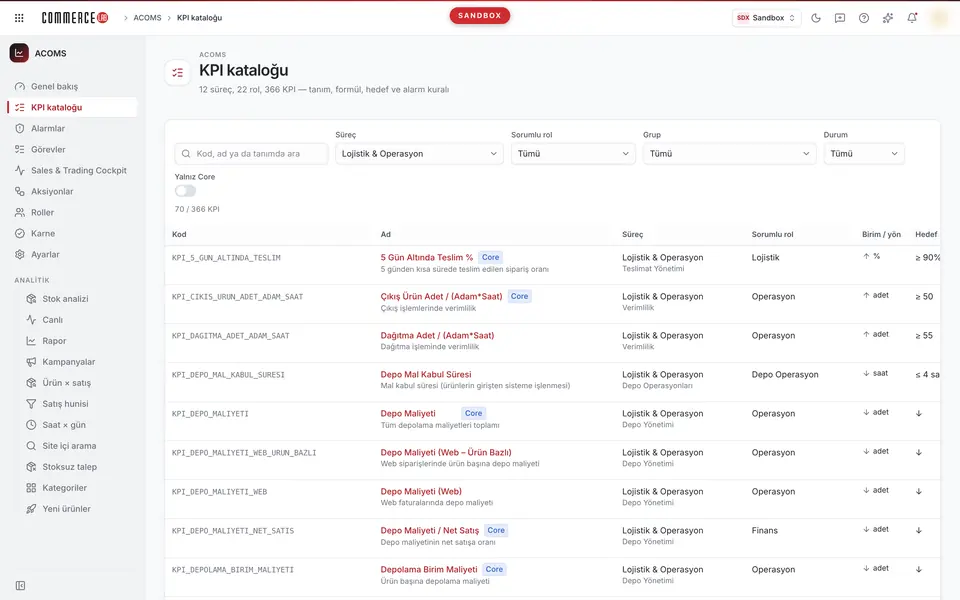 COMMERCE LAB
ACOMS
KPI kataloğu
SANDBOX
SDX Sandbox
ACOMS
Genel bakış
KPI kataloğu
Alarmlar
Görevler
Sales & Trading Cockpit
Aksiyonlar
Roller
Karne
Ayarlar
ANALİTİK
Stok analizi
Canlı
Rapor
Kampanyalar
Ürün × satış
Satış hunisi
Saat × gün
Site içi arama
Stoksuz talep
Kategoriler
Yeni ürünler
ACOMS
KPI kataloğu
12 süreç, 22 rol, 366 KPI — tanım, formül, hedef ve alarm kuralı
Süreç Sorumlu rol Grup Durum
Kod, ad ya da tanımda ara Lojistik & Operasyon Tümü Tümü Tümü
Yalnız Core
70 / 366 KPI
Kod Ad Süreç Sorumlu rol Birim / yön Hedef
KPI_5_GUN_ALTINDA_TESLIM 5 Gün Altında Teslim % Core Lojistik & Operasyon Lojistik ↑ % ≥ 90%
5 günden kısa sürede teslim edilen sipariş oranı Teslimat Yönetimi
KPI_CIKIS_URUN_ADET_ADAM_SAAT Çıkış Ürün Adet / (Adam*Saat) Core Lojistik & Operasyon Operasyon ↑ adet ≥ 50
Çıkış işlemlerinde verimlilik Verimlilik
KPI_DAGITMA_ADET_ADAM_SAAT Dağıtma Adet / (Adam*Saat) Lojistik & Operasyon Operasyon ↑ adet ≥ 55
Dağıtma işleminde verimlilik Verimlilik
KPI_DEPO_MAL_KABUL_SURESI Depo Mal Kabul Süresi Lojistik & Operasyon Depo Operasyon ↓ saat ≤ 4 sa
Mal kabul süresi (ürünlerin girişten sisteme işlenmesi) Depo Operasyonları
KPI_DEPO_MALIYETI Depo Maliyeti Core Lojistik & Operasyon Operasyon ↓ adet ↓
Tüm depolama maliyetleri toplamı Depo Yönetimi
KPI_DEPO_MALIYETI_WEB_URUN_BAZLI Depo Maliyeti (Web – Ürün Bazlı) Lojistik & Operasyon Operasyon ↓ adet ↓
Web siparişlerinde ürün başına depo maliyeti Depo Yönetimi
KPI_DEPO_MALIYETI_WEB Depo Maliyeti (Web) Lojistik & Operasyon Operasyon ↓ adet ↓
Web faturalarında depo maliyeti Depo Yönetimi
KPI_DEPO_MALIYETI_NET_SATIS Depo Maliyeti / Net Satış Core Lojistik & Operasyon Finans ↓ adet ↓
Depo maliyetinin net satışa oranı Depo Yönetimi
KPI_DEPOLAMA_BIRIM_MALIYETI Depolama Birim Maliyeti Core Lojistik & Operasyon Operasyon ↓ adet ↓
Ürün başına depolama maliyeti Depo Yönetimi